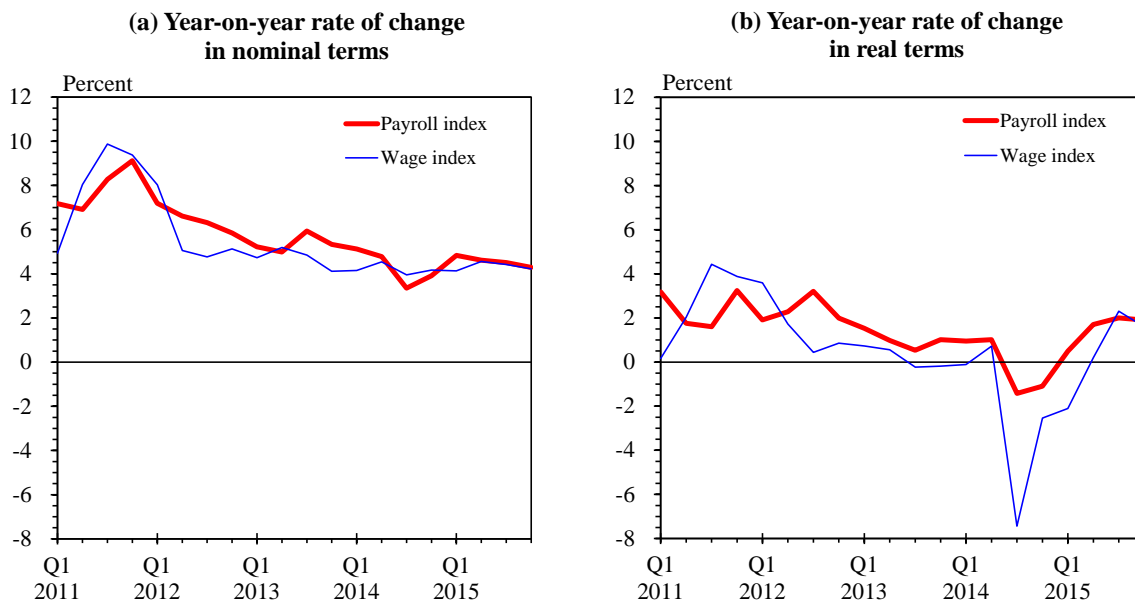 (a) Year-on-year rate of change
in nominal terms
Percent
12
10
8
6
4
2
0
-2
-4
-6
-8
Payroll index
Wage index
Q1 Q1 Q1 Q1 Q1
2011 2012 2013 2014 2015
(b) Year-on-year rate of change
in real terms
Percent
12
10
8
6
4
2
0
-2
-4
-6
-8
Payroll index
Wage index
Q1 Q1 Q1 Q1 Q1
2011 2012 2013 2014 2015